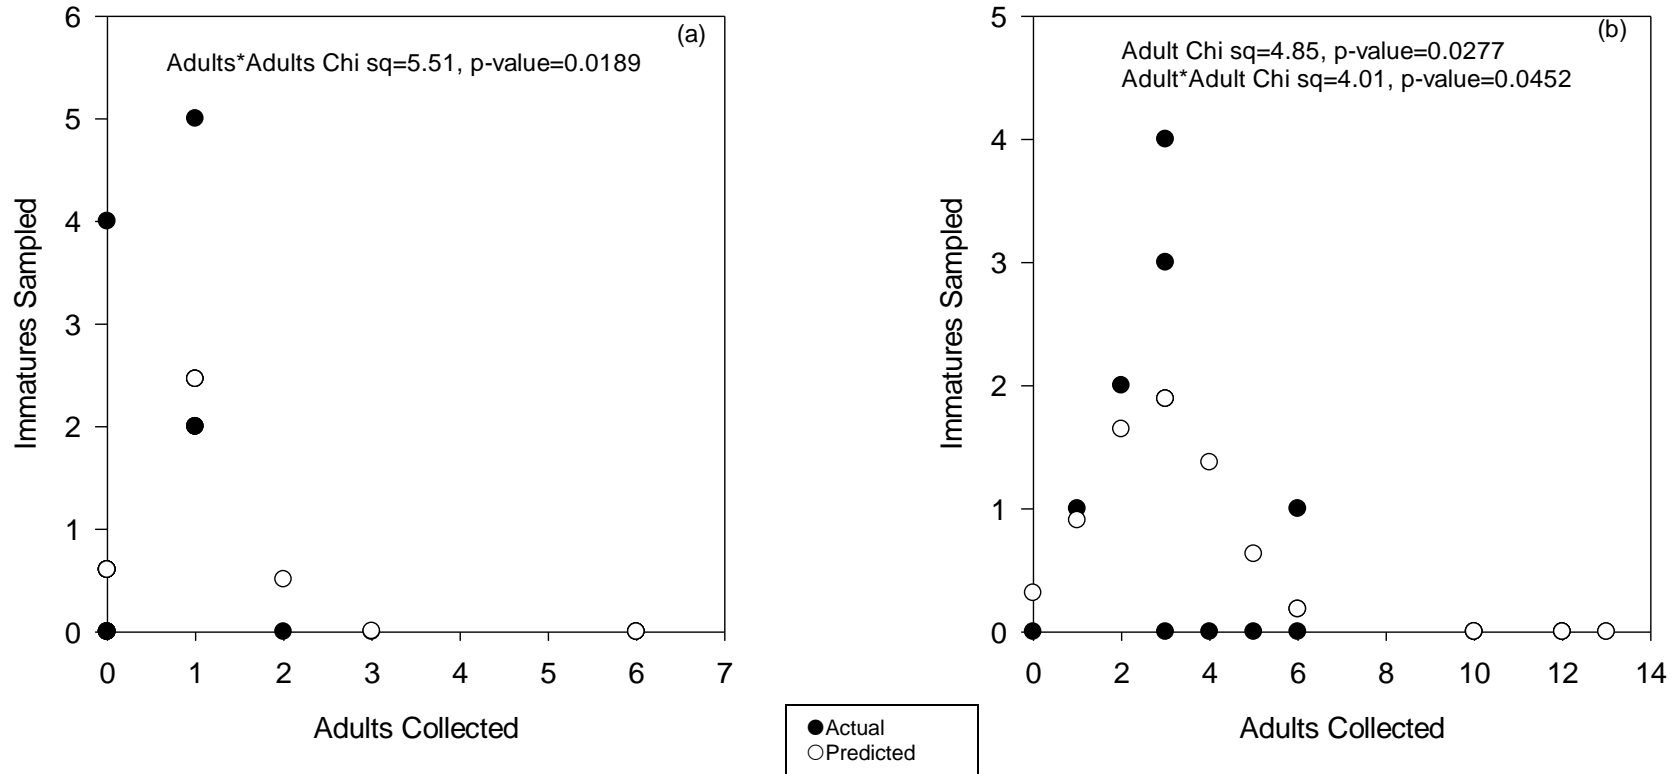 (a)
Adults*Adults Chi sq=5.51, p-value=0.0189
6
5
4
3
2
1
0
Immatures Sampled
0 1 2 3 4 5 6 7
Adults Collected
(b)
Adult Chi sq=4.85, p-value=0.0277
Adult*Adult Chi sq=4.01, p-value=0.0452
5
4
3
2
1
0
Immatures Sampled
0 2 4 6 8 10 12 14
Adults Collected
Actual
Predicted